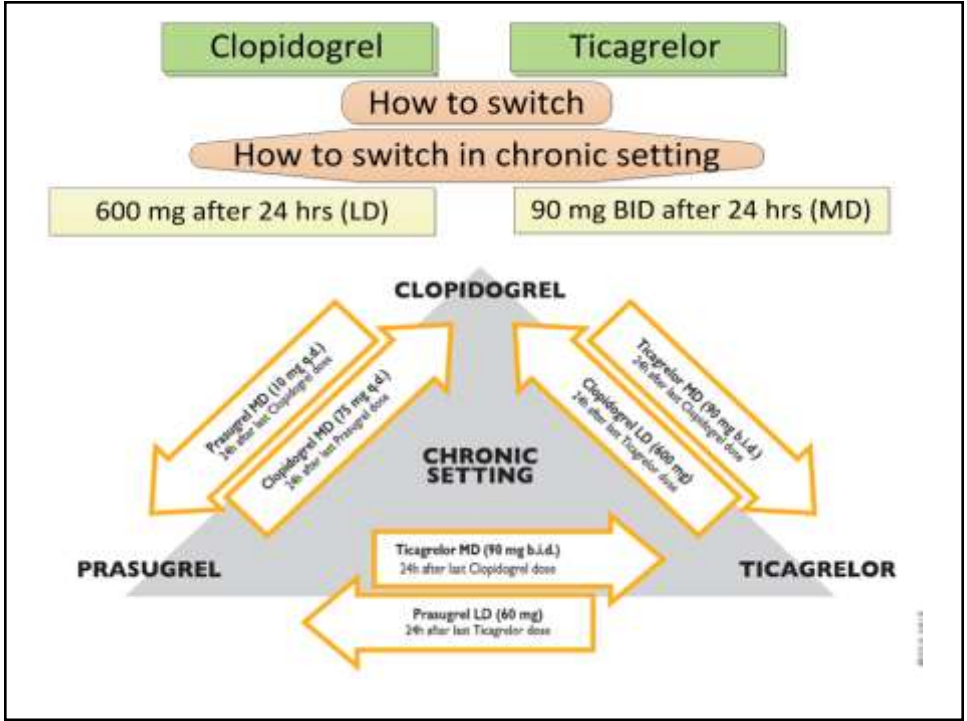 Clopidogrel
Ticagrelor
How to switch
How to switch in chronic setting
600 mg after 24 hrs (LD)
90 mg BID after 24 hrs (MD)
CLOPIDOGREL
Prasugrel MD (10 mg q.d.)
24h after last Clopidogrel dose
Clopidogrel MD (75 mg q.d.)
24h after last Prasugrel dose
Ticagrelor MD (90 mg b.i.d.)
24h after last Clopidogrel dose
Clopidogrel LD (600 mg)
24h after last Ticagrelor dose
CHRONIC
SETTING
PRASUGREL
TICAGRELOR
Ticagrelor MD (90 mg b.i.d.)
24h after last Clopidogrel dose
Prasugrel LD (60 mg)
24h after last Ticagrelor dose